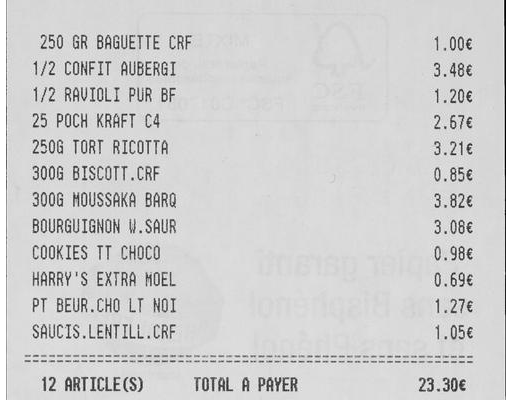 250 GR BAGUETTE CRF 1.00€
1/2 CONFIT AUBERGI 3.48€
1/2 RAVIOLI PUR BF 1.20€
25 POCH KRAFT C4 2.67€
250G TORT RICOTTA 3.21€
300G BISCOTT.CRF 0.85€
300G MOUSSAKA BARQ 3.82€
BOURGUIGNON W.SAUR 3.08€
COOKIES TT CHOCO 0.98€
HARRY'S EXTRA MOEL 0.69€
PT BEUR.CHO LT NOI 1.27€
SAUCIS.LENTILL.CRF 1.05€
12 ARTICLE(S) TOTAL A PAYER 23.30€